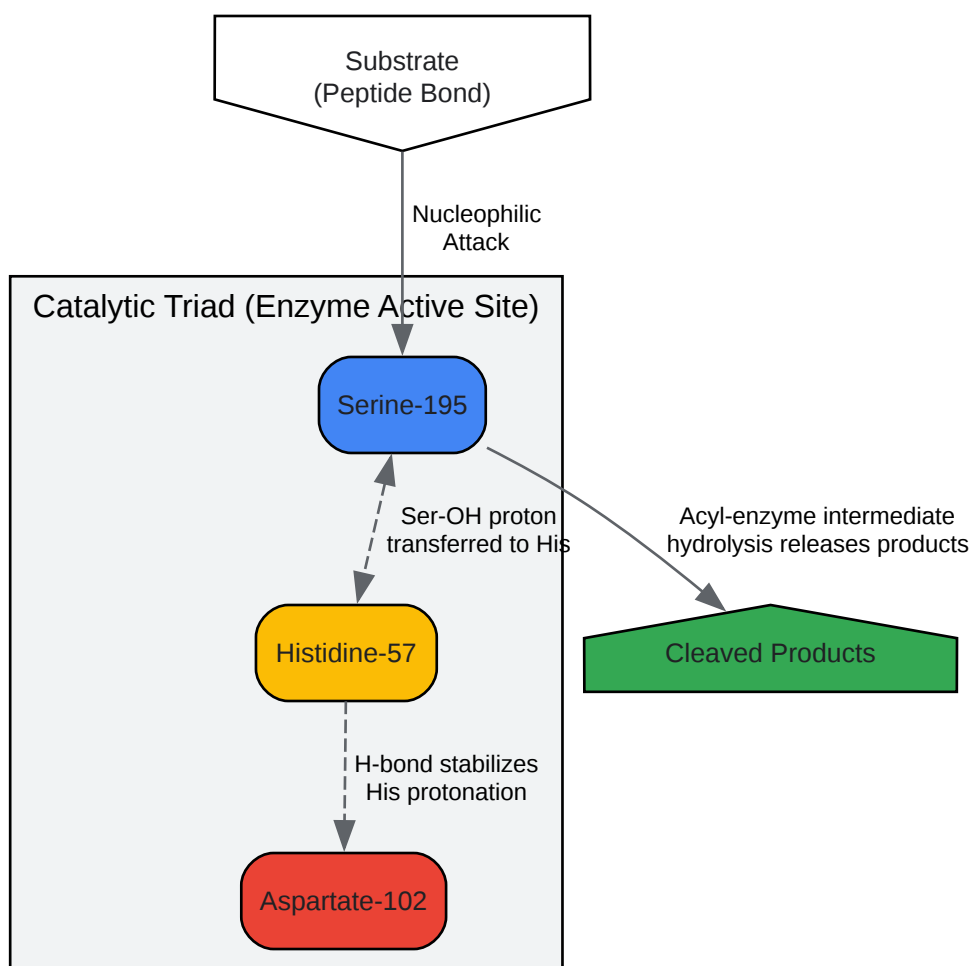 Substrate
(Peptide Bond)
Nucleophilic
Attack
Catalytic Triad (Enzyme Active Site)
Serine-195
Ser-OH proton
transferred to His
Acyl-enzyme intermediate
hydrolysis releases products
Histidine-57
Cleaved Products
H-bond stabilizes
His protonation
Aspartate-102